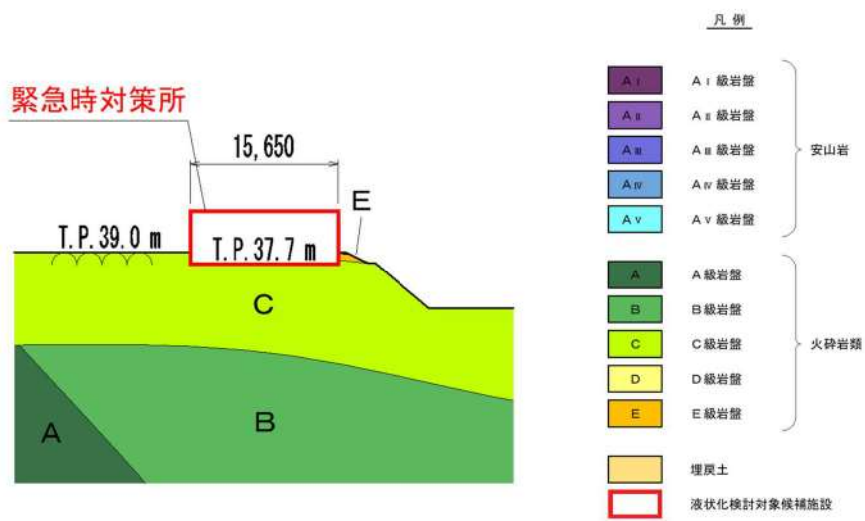 凡 例
緊急時対策所
15,650
E
T.P.39.0 m
T.P.37.7 m
C
A
B
AⅠ AⅠ級岩盤
AⅡ AⅡ級岩盤
AⅢ AⅢ級岩盤
AⅣ AⅣ級岩盤
AⅤ AⅤ級岩盤
安山岩
A A級岩盤
B B級岩盤
C C級岩盤
D D級岩盤
E E級岩盤
火砕岩類
埋戻土
液状化検討対象候補施設